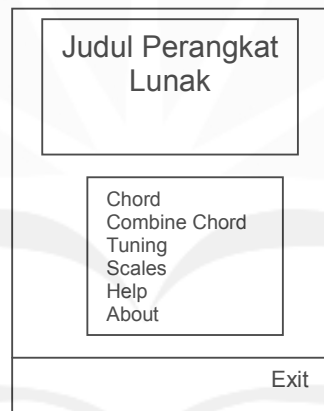 Judul Perangkat
Lunak
Chord
Combine Chord
Tuning
Scales
Help
About
Exit